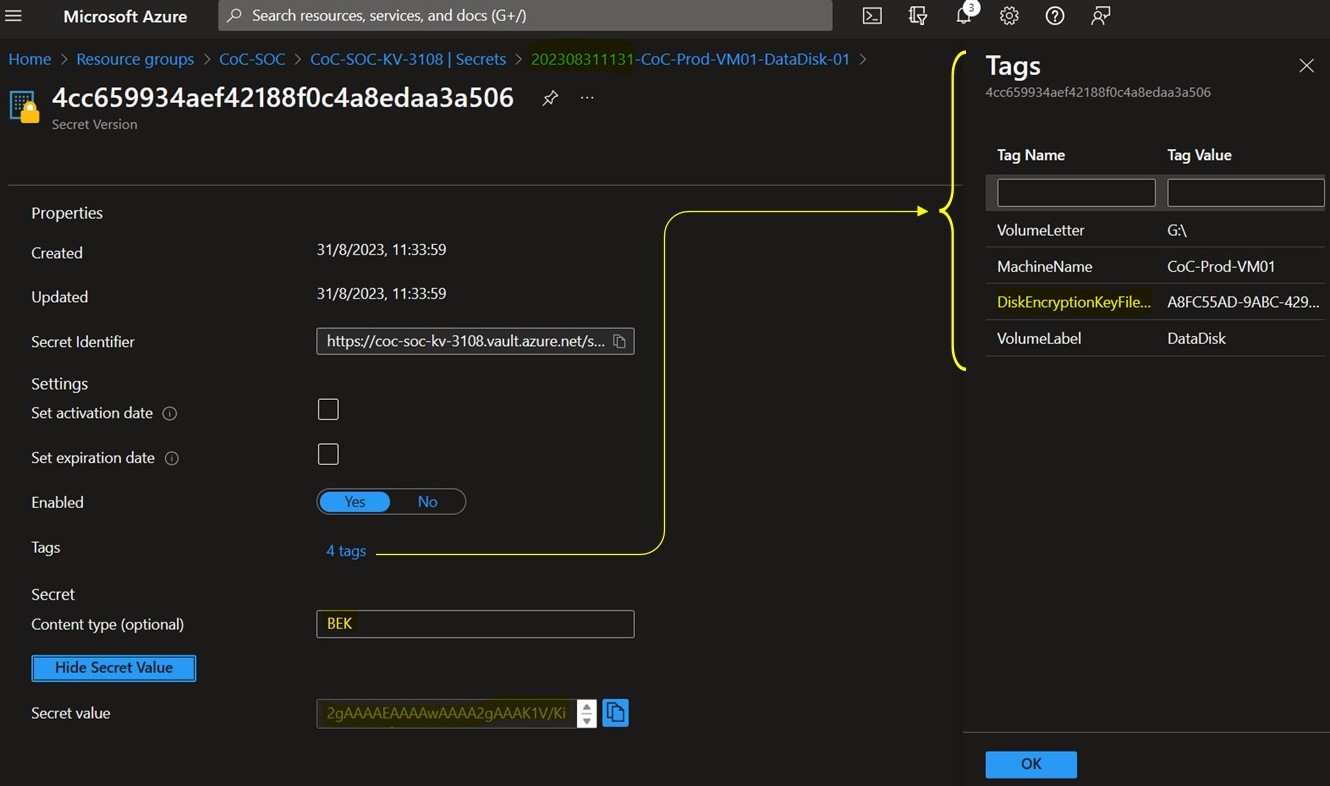 Microsoft Azure
Search resources, services, and docs (G+/)
3
Home > Resource groups > CoC-SOC > CoC-SOC-KV-3108 | Secrets > 202308311131-CoC-Prod-VM01-DataDisk-01 >
4cc659934aef42188f0c4a8edaa3a506
Secret Version
Properties
Created 31/8/2023, 11:33:59
Updated 31/8/2023, 11:33:59
Secret Identifier https://coc-soc-kv-3108.vault.azure.net/s...
Settings
Set activation date
Set expiration date
Enabled Yes No
Tags 4 tags
Secret
Content type (optional) BEK
Hide Secret Value
Secret value 2gAAAAEAAAAwAAAA2gAAAK1V/Ki
Tags
4cc659934aef42188f0c4a8edaa3a506
Tag Name Tag Value
VolumeLetter G:\
MachineName CoC-Prod-VM01
DiskEncryptionKeyFile... A8FC55AD-9ABC-429...
VolumeLabel DataDisk
OK